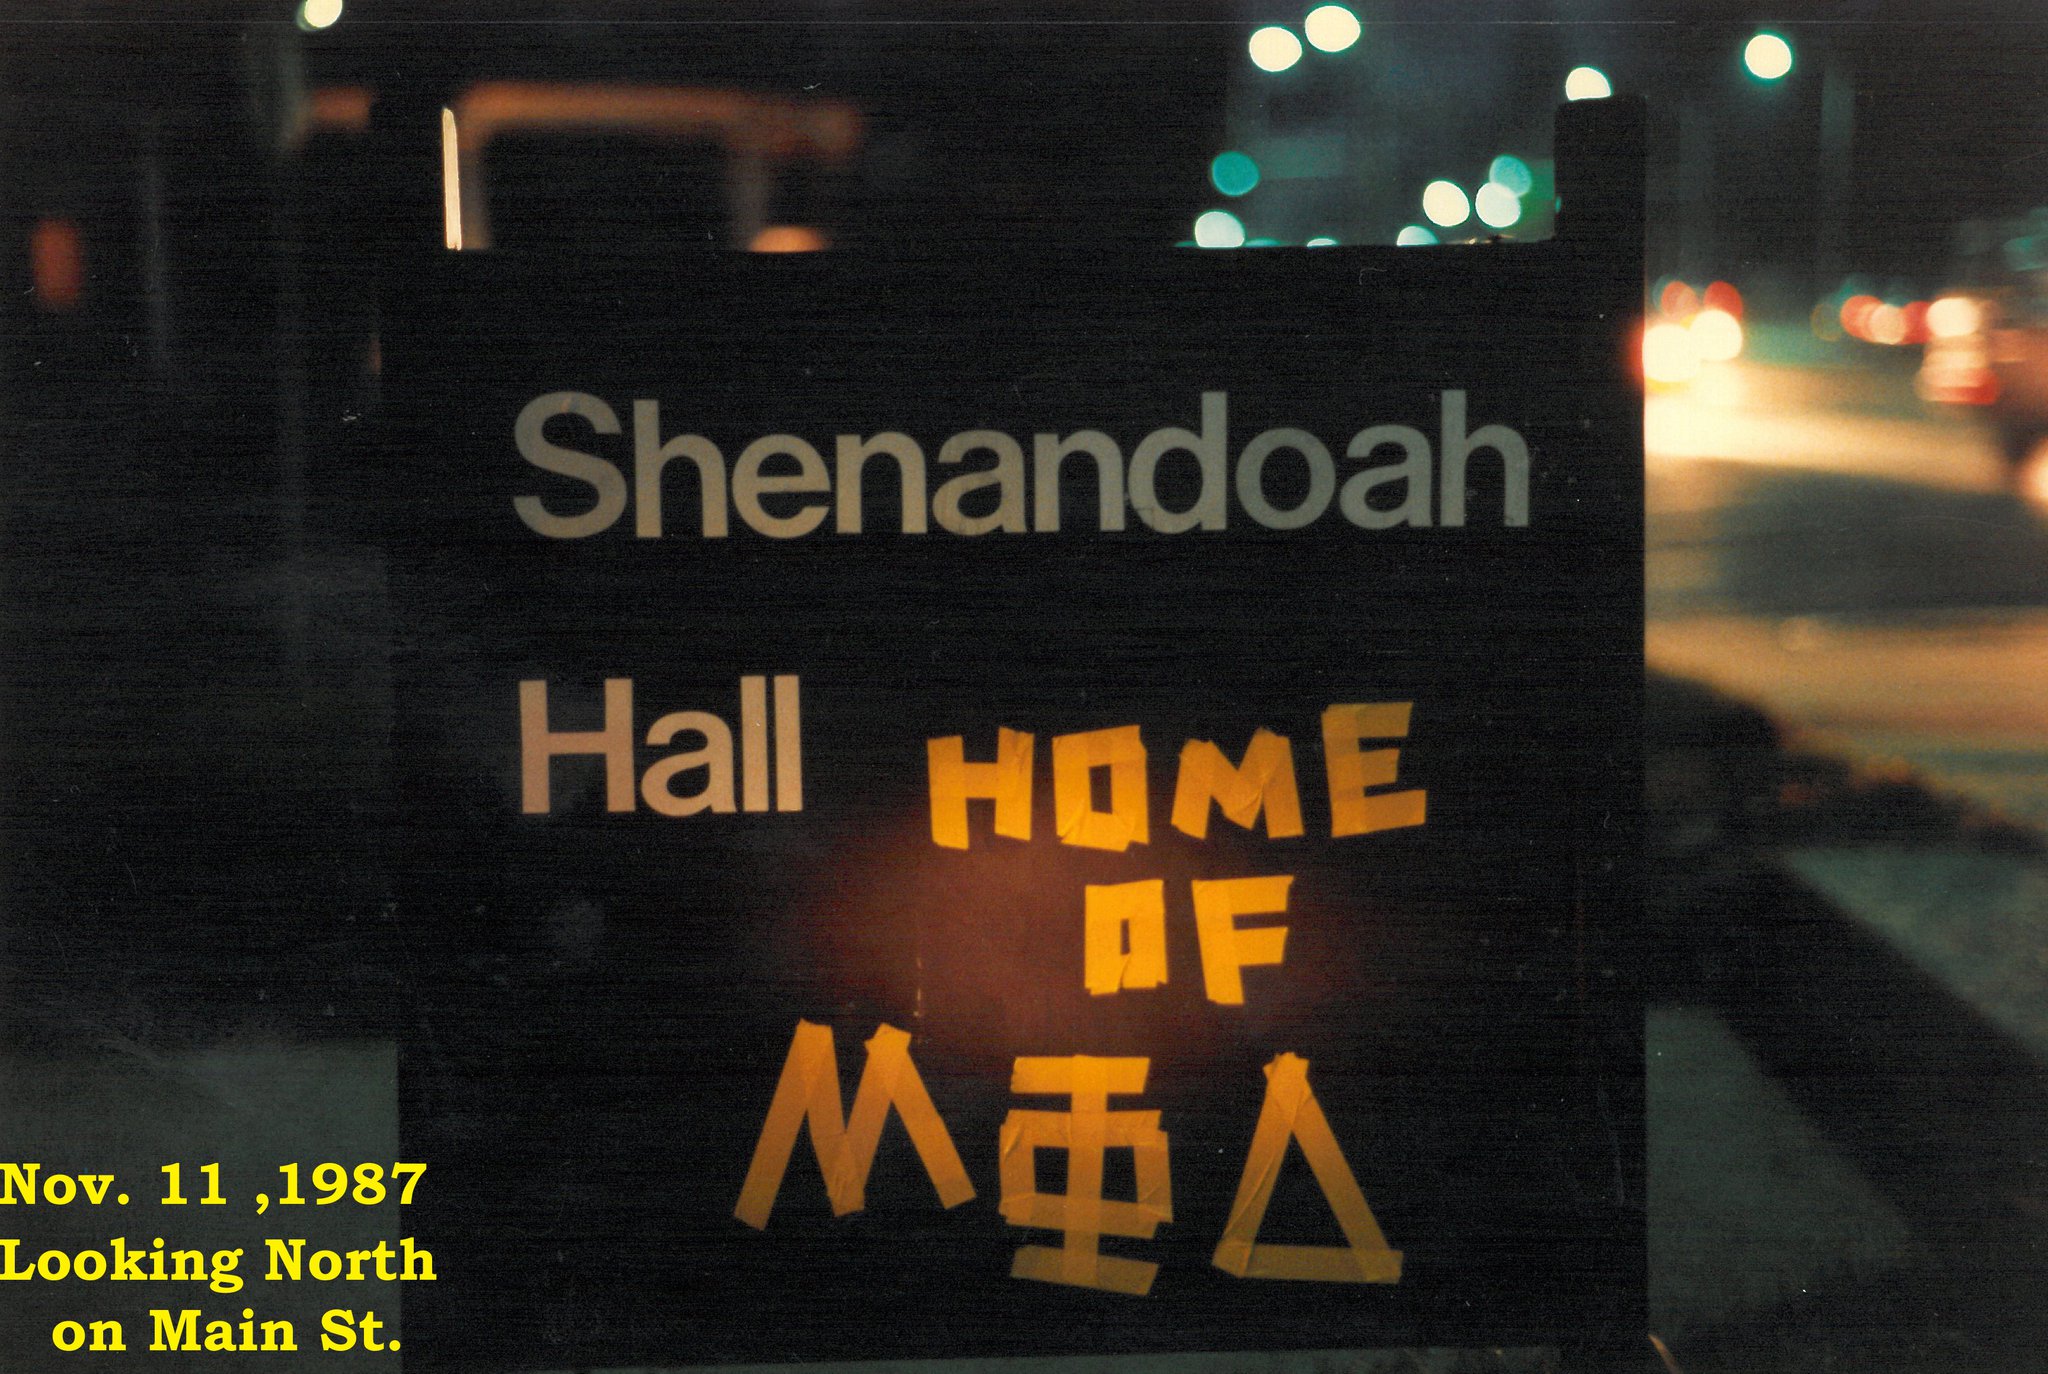 Shenandoah
Hall
HOME
OF
ΜΦΔ
Nov. 11 ,1987
Looking North
on Main St.